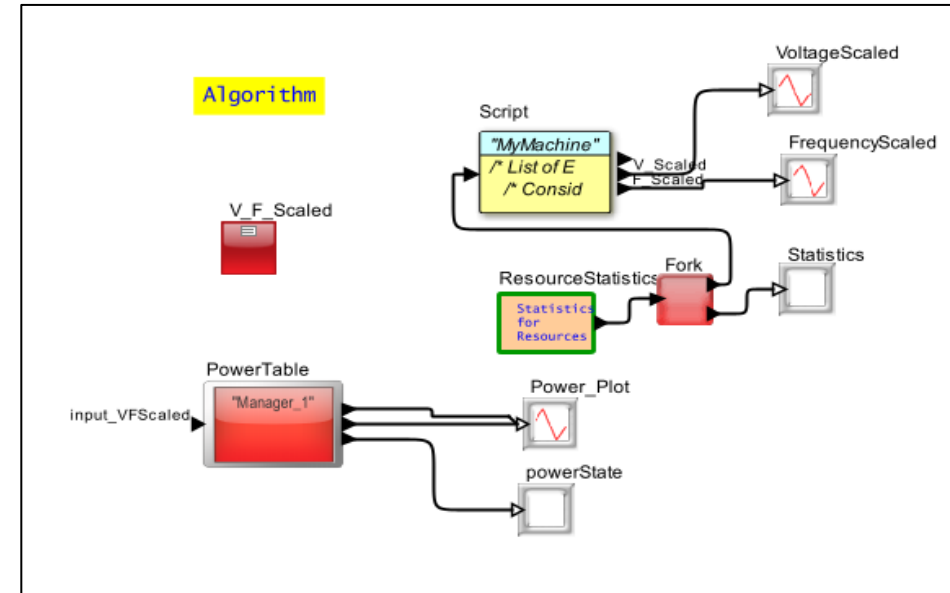 VoltageScaled
Algorithm
Script
"MyMachine"
/* List of E
/* Consid
V_Scaled
F_Scaled
FrequencyScaled
V_F_Scaled
ResourceStatistics
Fork
Statistics
Statistics
for
Resources
PowerTable
"Manager_1"
input_VFScaled
Power_Plot
powerState